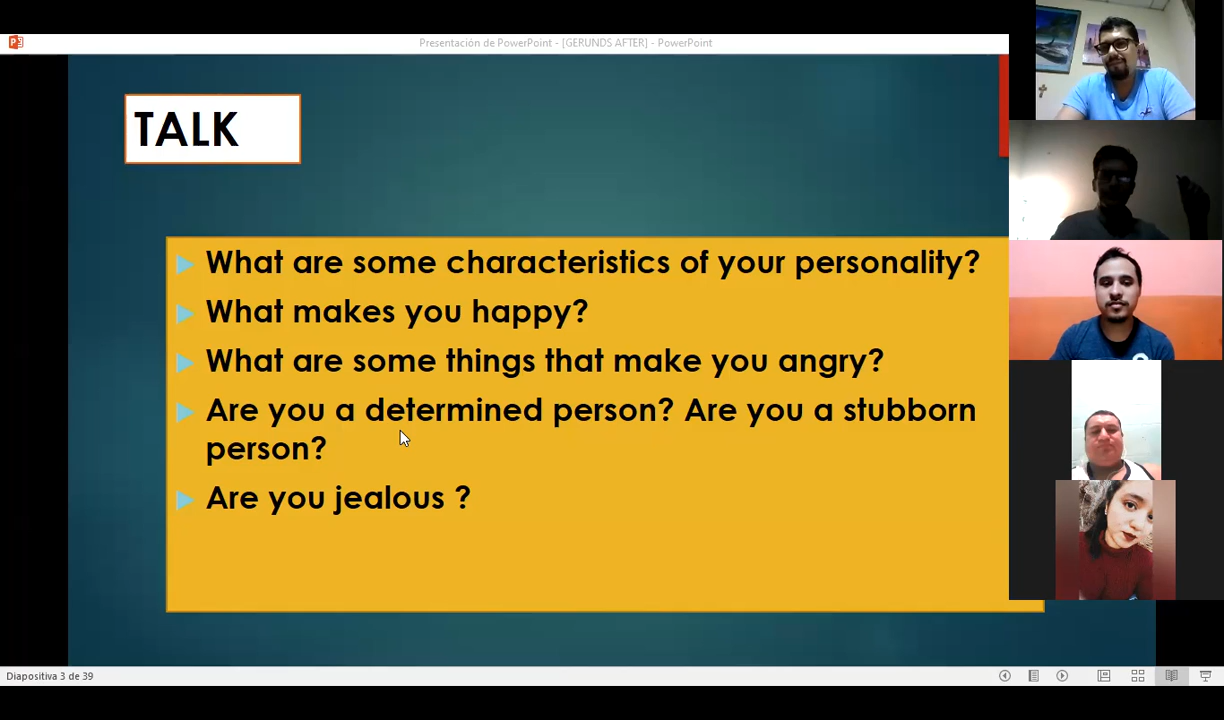 Presentación de PowerPoint - [GERUNDS AFTER] - PowerPoint
TALK
What are some characteristics of your personality?
What makes you happy?
What are some things that make you angry?
Are you a determined person? Are you a stubborn
person?
Are you jealous ?
Diapositiva 3 de 39